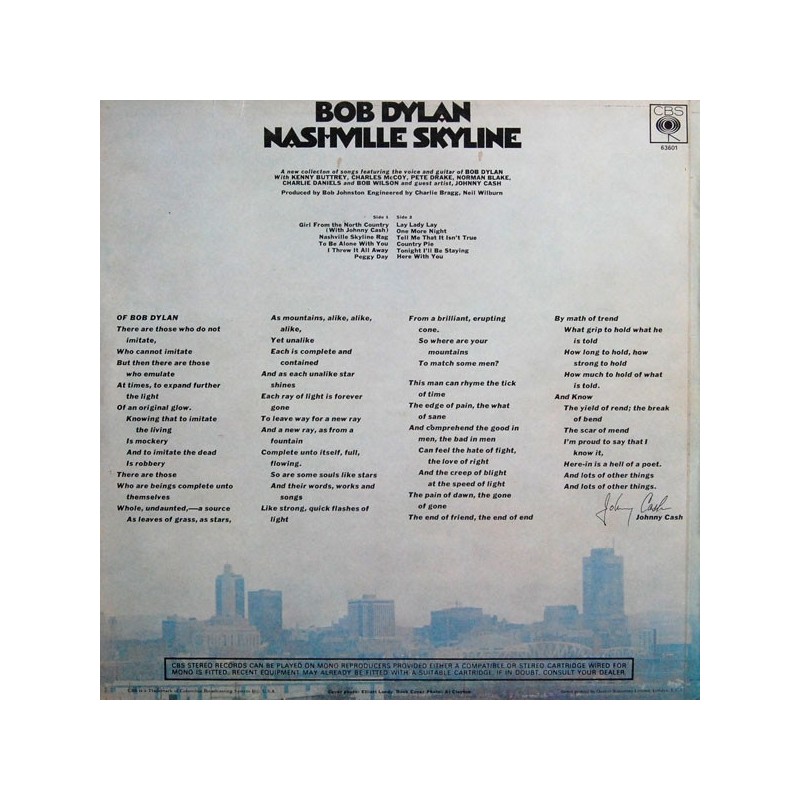 BOB DYLAN
NASHVILLE SKYLINE
CBS
63601
A new collection of songs featuring the voice and guitar of BOB DYLAN
With KENNY BUTTREY, CHARLES McCOY, PETE DRAKE, NORMAN BLAKE,
CHARLIE DANIELS and BOB WILSON and guest artist, JOHNNY CASH
Produced by Bob Johnston Engineered by Charlie Bragg, Neil Wilburn
Side 1
Girl From the North Country
(With Johnny Cash)
Nashville Skyline Rag
To Be Alone With You
I Threw It All Away
Peggy Day
Side 2
Lay Lady Lay
One More Night
Tell Me That It Isn't True
Country Pie
Tonight I'll Be Staying
Here With You
OF BOB DYLAN
There are those who do not
imitate,
Who cannot imitate
But then there are those
who emulate
At times, to expand further
the light
Of an original glow.
Knowing that to imitate
the living
Is mockery
And to imitate the dead
Is robbery
There are those
Who are beings complete unto
themselves
Whole, undaunted,—a source
As leaves of grass, as stars,
As mountains, alike, alike,
alike,
Yet unalike
Each is complete and
contained
And as each unalike star
shines
Each ray of light is forever
gone
To leave way for a new ray
And a new ray, as from a
fountain
Complete unto itself, full,
flowing.
So are some souls like stars
And their words, works and
songs
Like strong, quick flashes of
light
From a brilliant, erupting
cone.
So where are your
mountains
To match some men?
This man can rhyme the tick
of time
The edge of pain, the what
of sane
And comprehend the good in
men, the bad in men
Can feel the hate of fight,
the love of right
And the creep of blight
at the speed of light
The pain of dawn, the gone
of gone
The end of friend, the end of end
By math of trend
What grip to hold what he
is told
How long to hold, how
strong to hold
How much to hold of what
is told.
And Know
The yield of rend; the break
of bend
The scar of mend
I'm proud to say that I
know it,
Here-in is a hell of a poet.
And lots of other things
And lots of other things.
Johnny Cash
Johnny Cash
CBS STEREO RECORDS CAN BE PLAYED ON MONO REPRODUCERS PROVIDED EITHER A COMPATIBLE OR STEREO CARTRIDGE WIRED FOR
MONO IS FITTED. RECENT EQUIPMENT MAY ALREADY BE FITTED WITH A SUITABLE CARTRIDGE. IF IN DOUBT, CONSULT YOUR DEALER.
CBS is a Trademark of Columbia Broadcasting System Inc. U.S.A.
Cover photo: Elliott Landy Back Cover Photo: Al Clayton